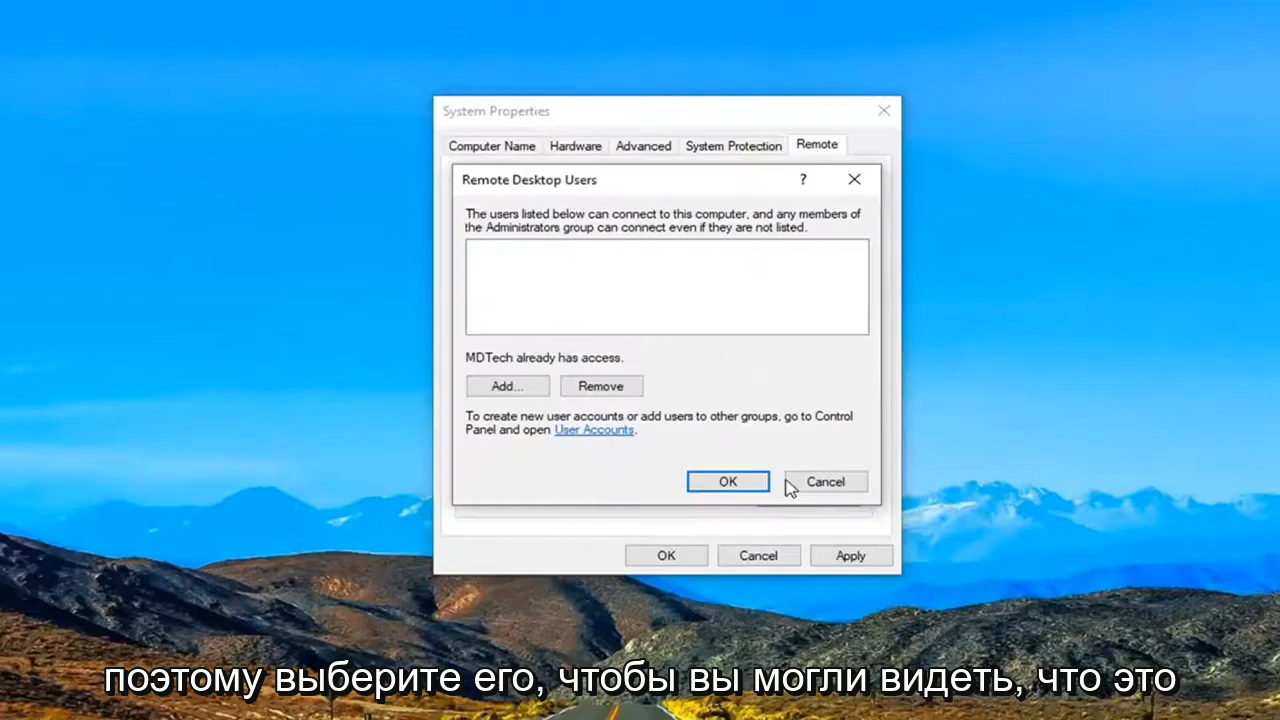 System Properties
Computer Name Hardware Advanced System Protection Remote
Remote Desktop Users ?
The users listed below can connect to this computer, and any members of
the Administrators group can connect even if they are not listed.
MDTech already has access.
Add... Remove
To create new user accounts or add users to other groups, go to Control
Panel and open User Accounts.
OK Cancel
OK Cancel Apply
поэтому выберите его, чтобы вы могли видеть, что это